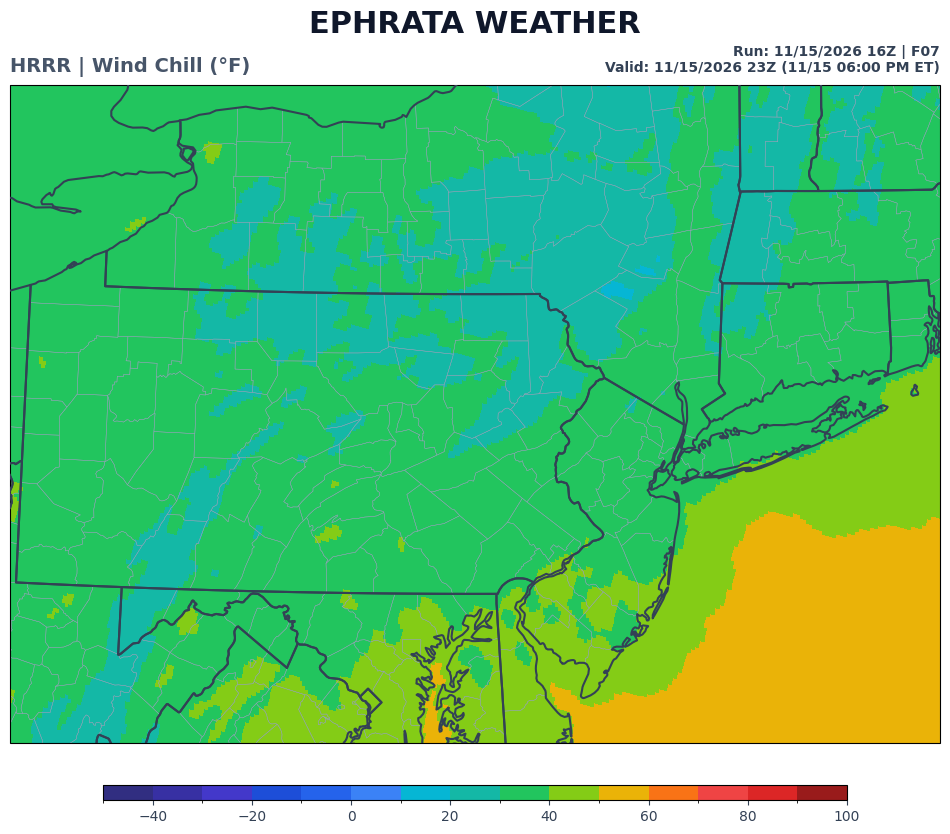 EPHRATA WEATHER
HRRR | Wind Chill (°F)
Run: 11/15/2026 16Z | F07
Valid: 11/15/2026 23Z (11/15 06:00 PM ET)
−40 −20 0 20 40 60 80 100